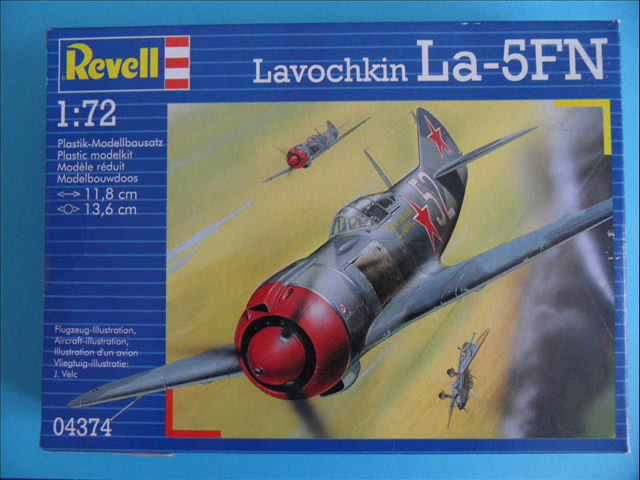 Revell
Lavochkin La-5FN
1:72
Plastik-Modellbausatz
Plastic modelkit
Modèle réduit
Modelbouwdoos
11,8 cm
13,6 cm
52
Flugzeug-Illustration,
Aircraft-illustration,
Illustration d'un avion
Vliegtuig-illustratie:
J. Velc
04374